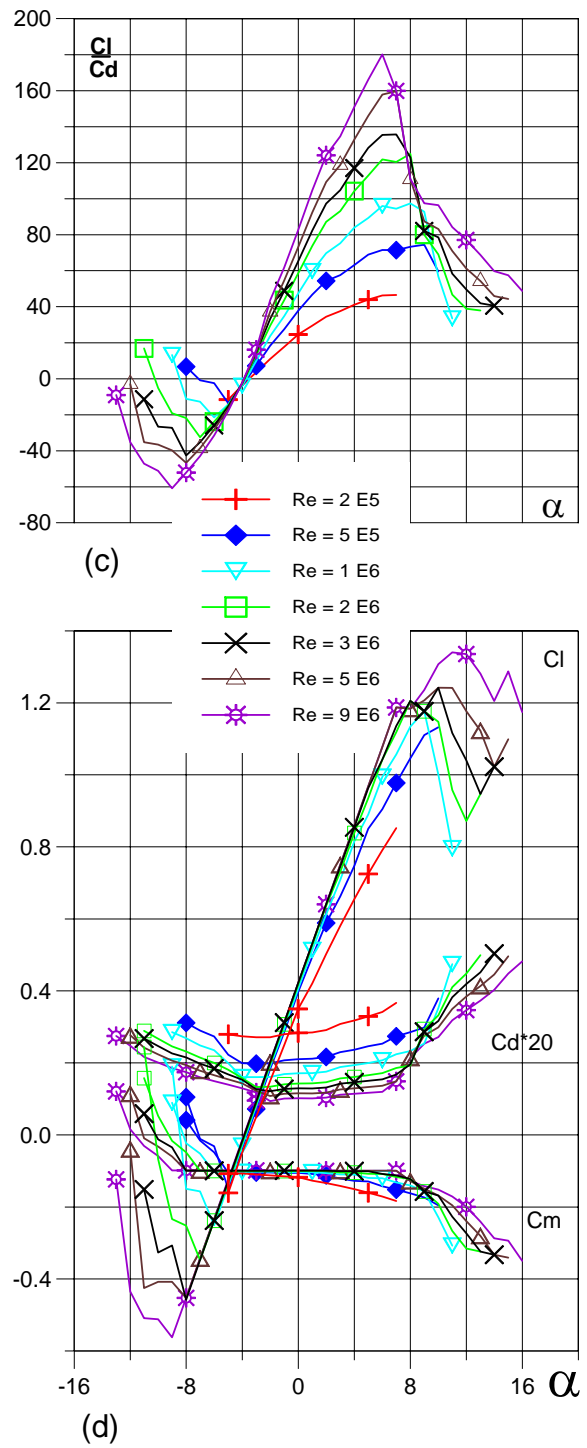 200
Cl
Cd
160
120
80
40
0
-40
-80
α
(c)
Re = 2 E5
Re = 5 E5
Re = 1 E6
Re = 2 E6
Re = 3 E6
Re = 5 E6
Re = 9 E6
Cl
1.2
0.8
0.4
Cd*20
0.0
Cm
-0.4
-16
-8
0
8
16
α
(d)